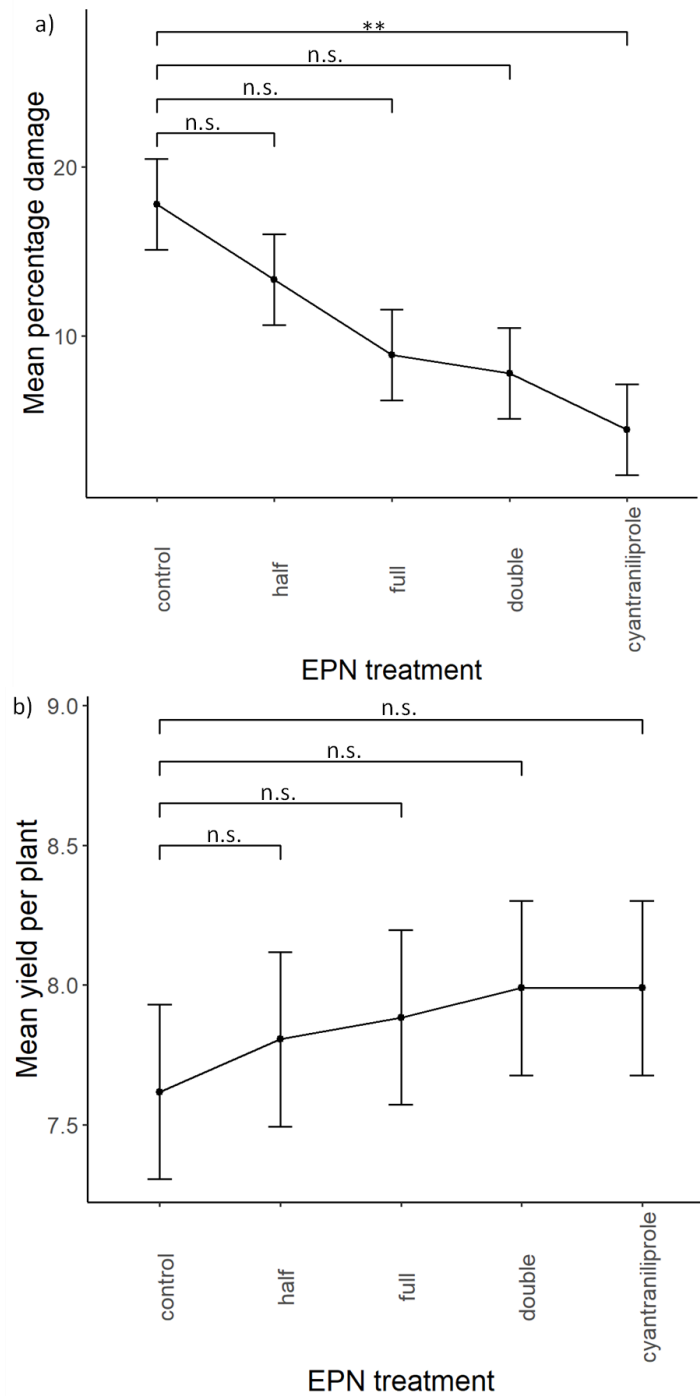 a)
**
n.s.
n.s.
n.s.
Mean percentage damage
20
10
control
half
full
double
cyantraniliprole
EPN treatment
b)
9.0
n.s.
n.s.
n.s.
n.s.
Mean yield per plant
8.5
8.0
7.5
control
half
full
double
cyantraniliprole
EPN treatment